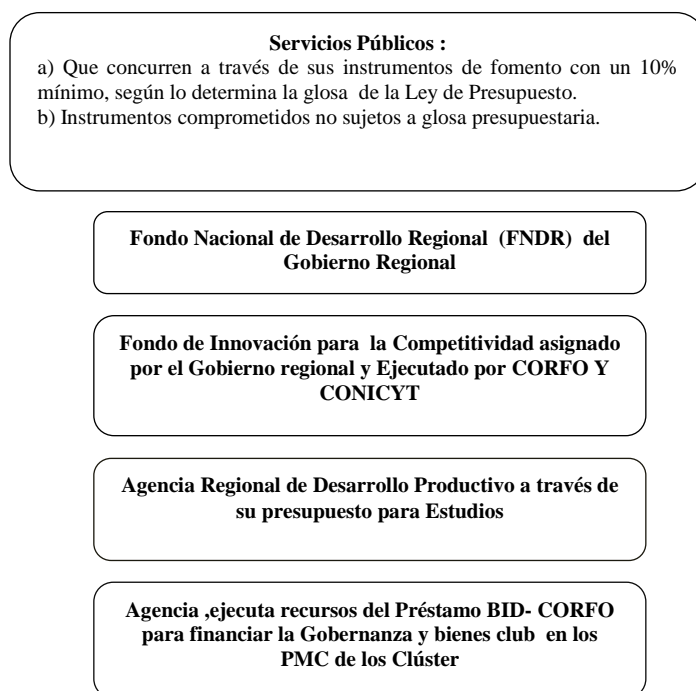 Servicios Públicos :
a) Que concurren a través de sus instrumentos de fomento con un 10%
mínimo, según lo determina la glosa de la Ley de Presupuesto.
b) Instrumentos comprometidos no sujetos a glosa presupuestaria.
Fondo Nacional de Desarrollo Regional (FNDR) del
Gobierno Regional
Fondo de Innovación para la Competitividad asignado
por el Gobierno regional y Ejecutado por CORFO Y
CONICYT
Agencia Regional de Desarrollo Productivo a través de
su presupuesto para Estudios
Agencia ,ejecuta recursos del Préstamo BID- CORFO
para financiar la Gobernanza y bienes club en los
PMC de los Clúster